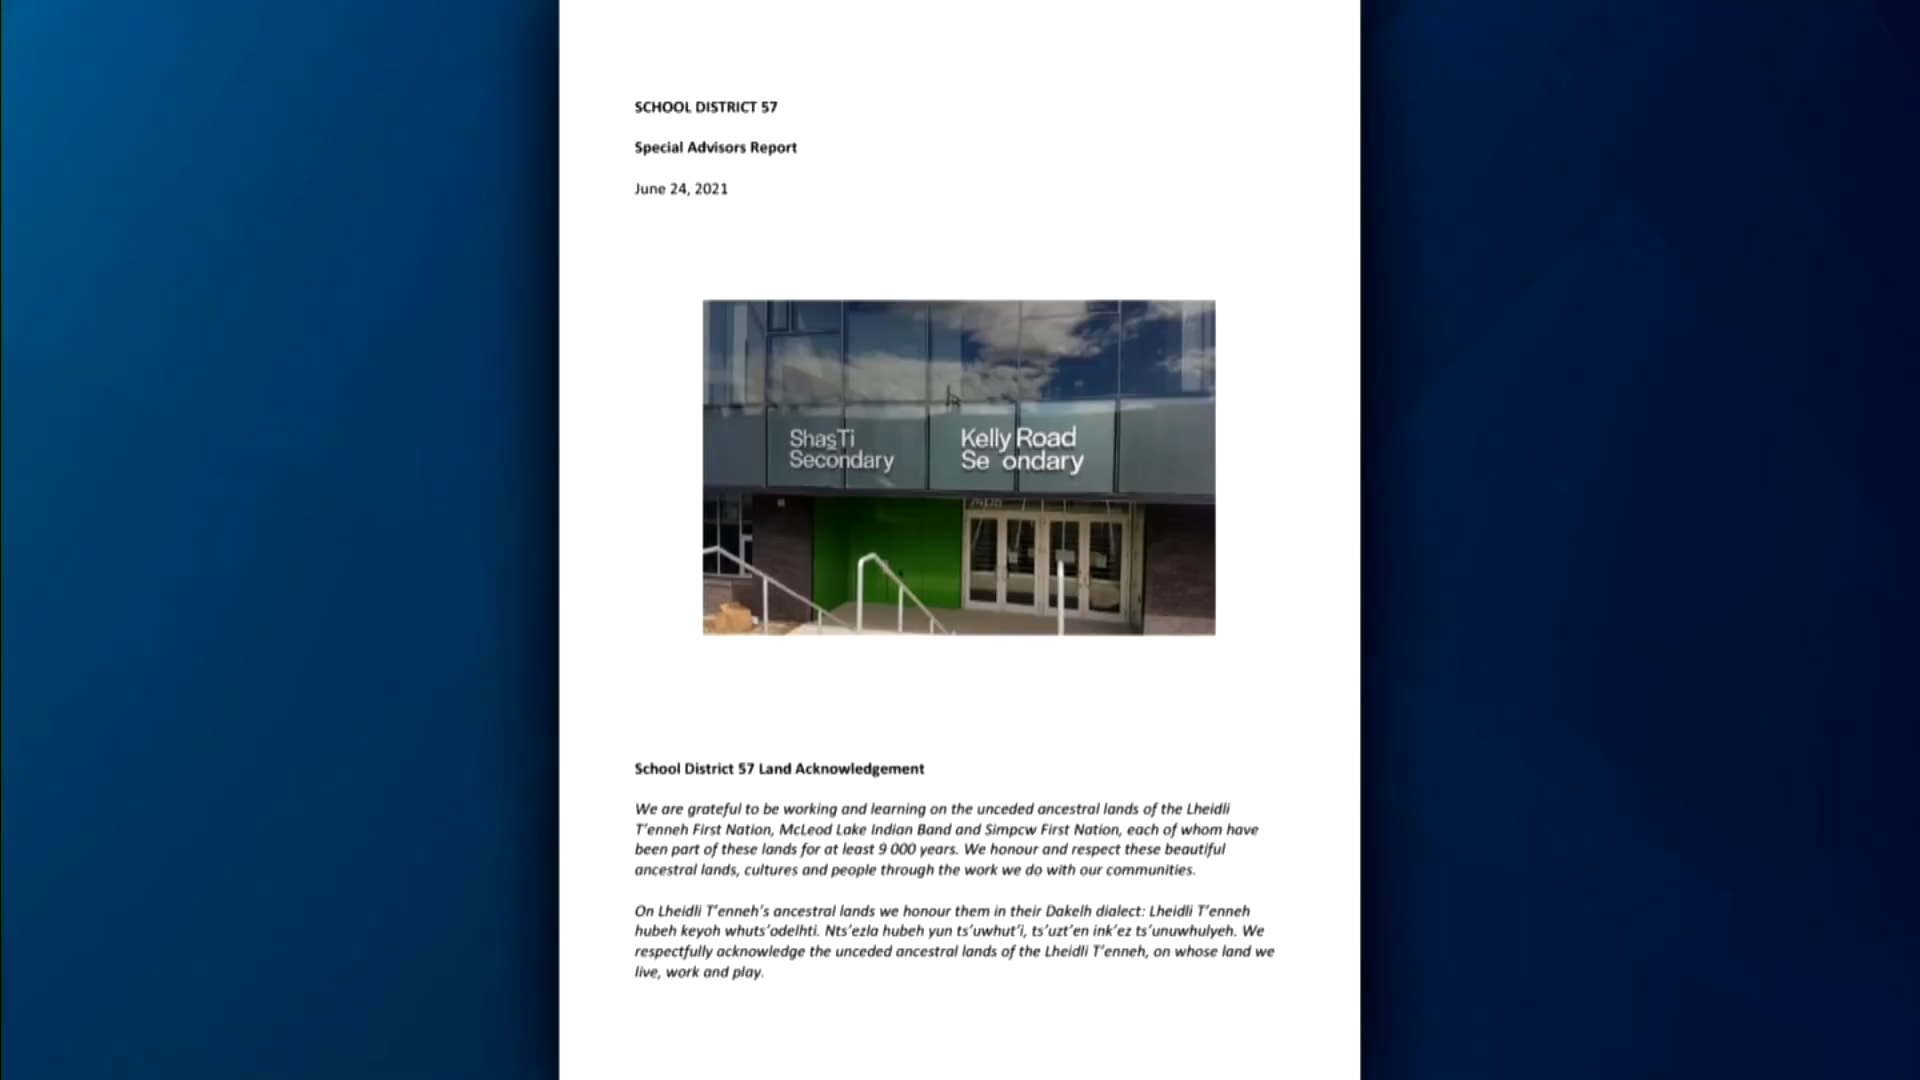 SCHOOL DISTRICT 57
Special Advisors Report
June 24, 2021
Shas Ti
Secondary
Kelly Road
Se ondary
School District 57 Land Acknowledgement
We are grateful to be working and learning on the unceded ancestral lands of the Lheidli
T'enneh First Nation, McLeod Lake Indian Band and Simpcw First Nation, each of whom have
been part of these lands for at least 9 000 years. We honour and respect these beautiful
ancestral lands, cultures and people through the work we do with our communities.
On Lheidli T'enneh's ancestral lands we honour them in their Dakelh dialect: Lheidli T'enneh
hubeh keyoh whuts'odelhti. Nts'ezla hubeh yun ts'uwhut'i, ts'uzt'en ink'ez ts'unuwhulyeh. We
respectfully acknowledge the unceded ancestral lands of the Lheidli T'enneh, on whose land we
live, work and play.